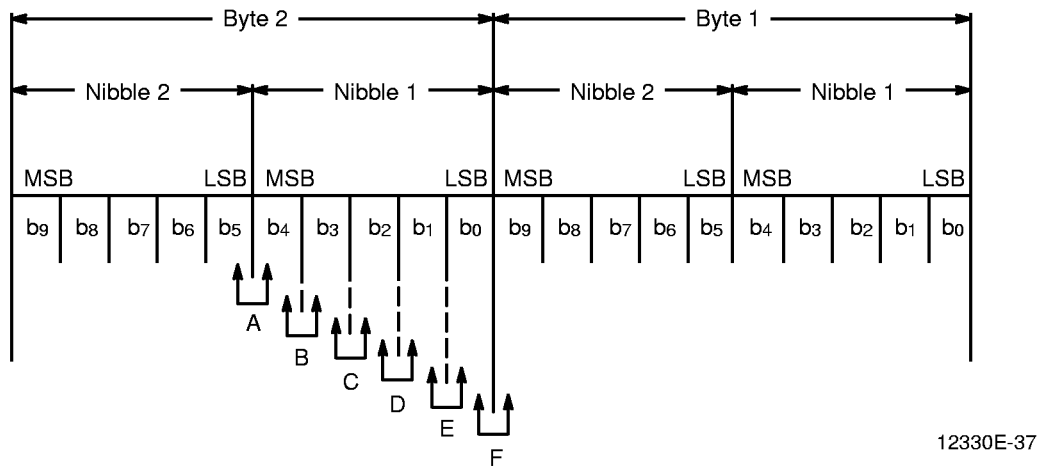 Byte 2 Byte 1
Nibble 2 Nibble 1 Nibble 2 Nibble 1
MSB LSB MSB LSB MSB LSB MSB LSB
b9 b8 b7 b6 b5 b4 b3 b2 b1 b0 b9 b8 b7 b6 b5 b4 b3 b2 b1 b0
A
B
C
D
E
F
12330E-37